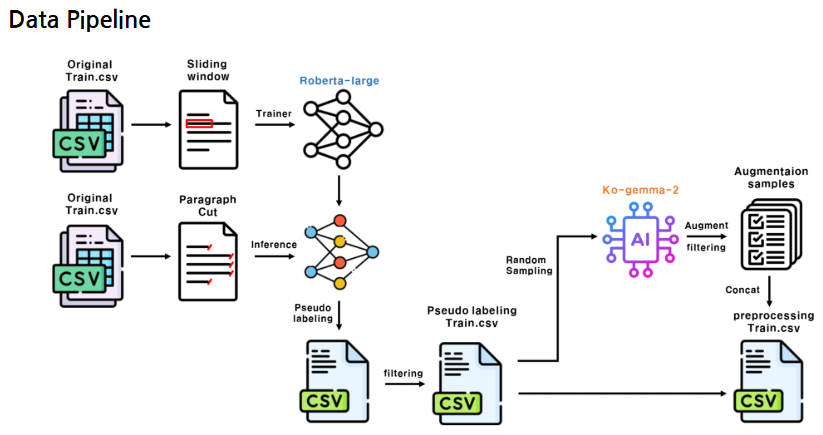 Data Pipeline
Original
Train.csv
Sliding
window
Roberta-large
CSV
Trainer
Original
Train.csv
Paragraph
Cut
CSV
Inference
Pseudo
labeling
CSV
filtering
Pseudo labeling
Train.csv
CSV
Random
Sampling
Ko-gemma-2
AI
Augment
filtering
Augmentaion
samples
Concat
preprocessing
Train.csv
CSV